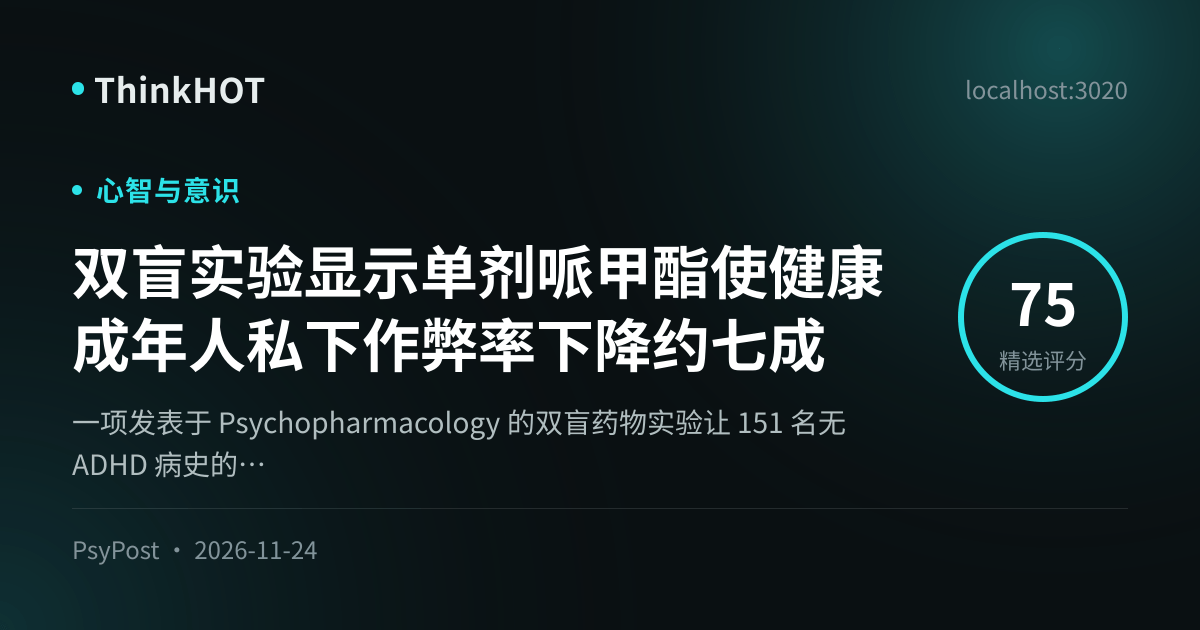 ThinkHOT
localhost:3020
心智与意识
双盲实验显示单剂哌甲酯使健康
成年人私下作弊率下降约七成
75
精选评分
一项发表于 Psychopharmacology 的双盲药物实验让 151 名无
ADHD 病史的…
PsyPost · 2026-11-24